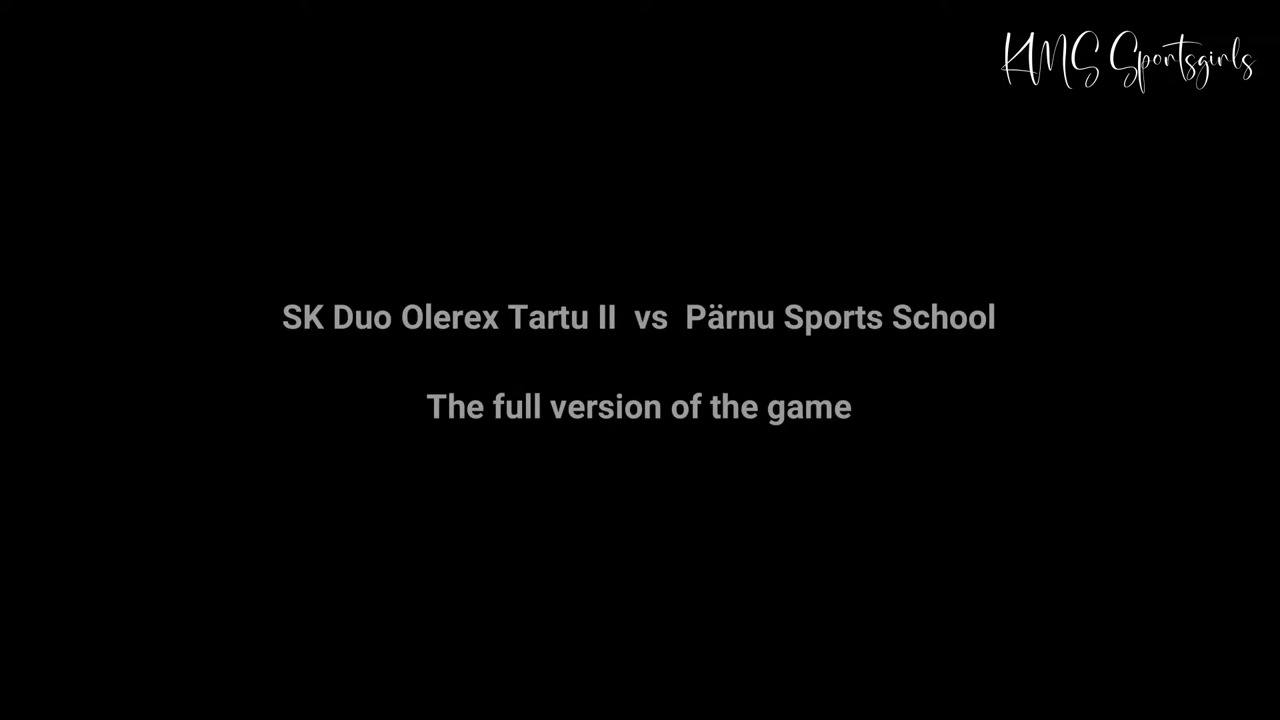 KMS Sportsgirls
SK Duo Olerex Tartu II vs Pärnu Sports School
The full version of the game